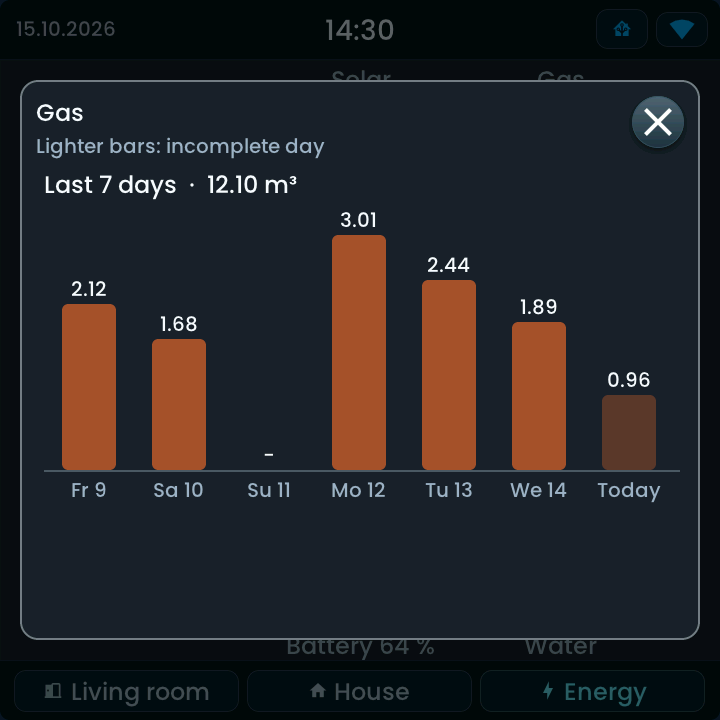 15.10.2026
14:30
Solar
Gas
Gas
Lighter bars: incomplete day
Last 7 days · 12.10 m³
3.01
2.44
2.12
1.89
1.68
0.96
-
Fr 9 Sa 10 Su 11 Mo 12 Tu 13 We 14 Today
Battery 64 %
Water
Living room
House
Energy